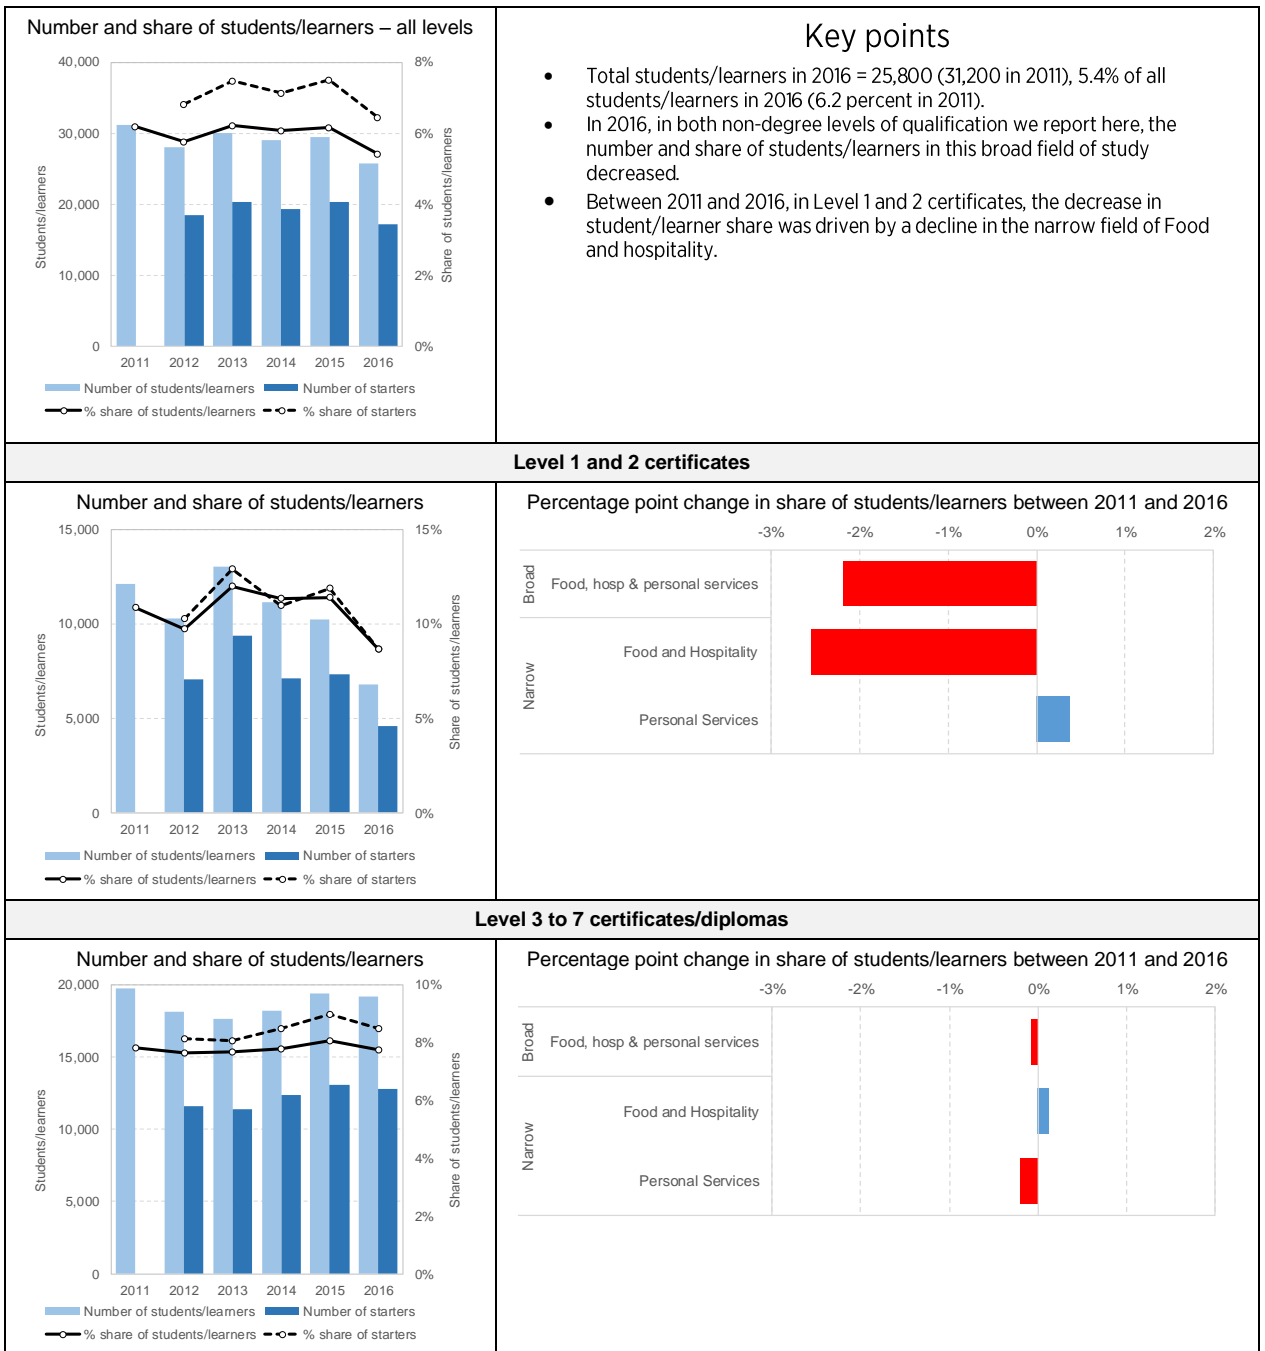 Number and share of students/learners – all levels
40,000
30,000
20,000
10,000
0
Students/learners
8%
6%
4%
2%
0%
Share of students/learners
2011 2012 2013 2014 2015 2016
Number of students/learners Number of starters
% share of students/learners % share of starters
Key points
• Total students/learners in 2016 = 25,800 (31,200 in 2011), 5.4% of all
students/learners in 2016 (6.2 percent in 2011).
• In 2016, in both non-degree levels of qualification we report here, the
number and share of students/learners in this broad field of study
decreased.
• Between 2011 and 2016, in Level 1 and 2 certificates, the decrease in
student/learner share was driven by a decline in the narrow field of Food
and hospitality.
Level 1 and 2 certificates
Number and share of students/learners
15,000
10,000
5,000
0
Students/learners
15%
10%
5%
0%
Share of students/learners
2011 2012 2013 2014 2015 2016
Number of students/learners Number of starters
% share of students/learners % share of starters
Percentage point change in share of students/learners between 2011 and 2016
-3% -2% -1% 0% 1% 2%
Broad
Food, hosp & personal services
Narrow
Food and Hospitality
Personal Services
Level 3 to 7 certificates/diplomas
Number and share of students/learners
20,000
15,000
10,000
5,000
0
Students/learners
10%
8%
6%
4%
2%
0%
Share of students/learners
2011 2012 2013 2014 2015 2016
Number of students/learners Number of starters
% share of students/learners % share of starters
Percentage point change in share of students/learners between 2011 and 2016
-3% -2% -1% 0% 1% 2%
Broad
Food, hosp & personal services
Narrow
Food and Hospitality
Personal Services